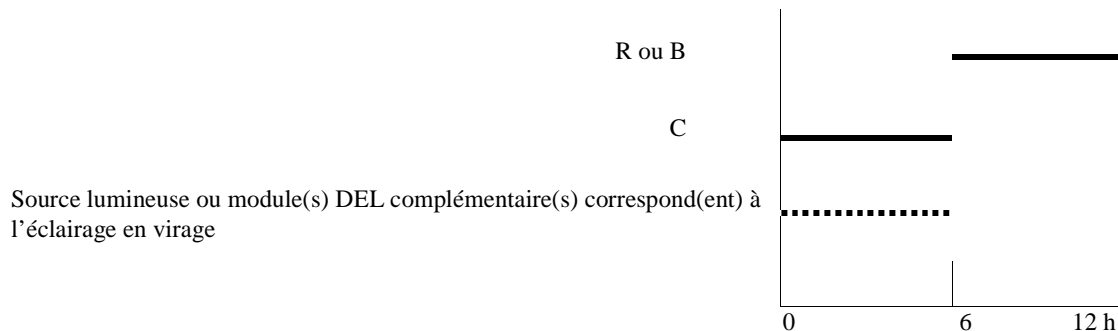 R ou B
C
Source lumineuse ou module(s) DEL complémentaire(s) correspond(ent) à
l’éclairage en virage
0 6 12 h